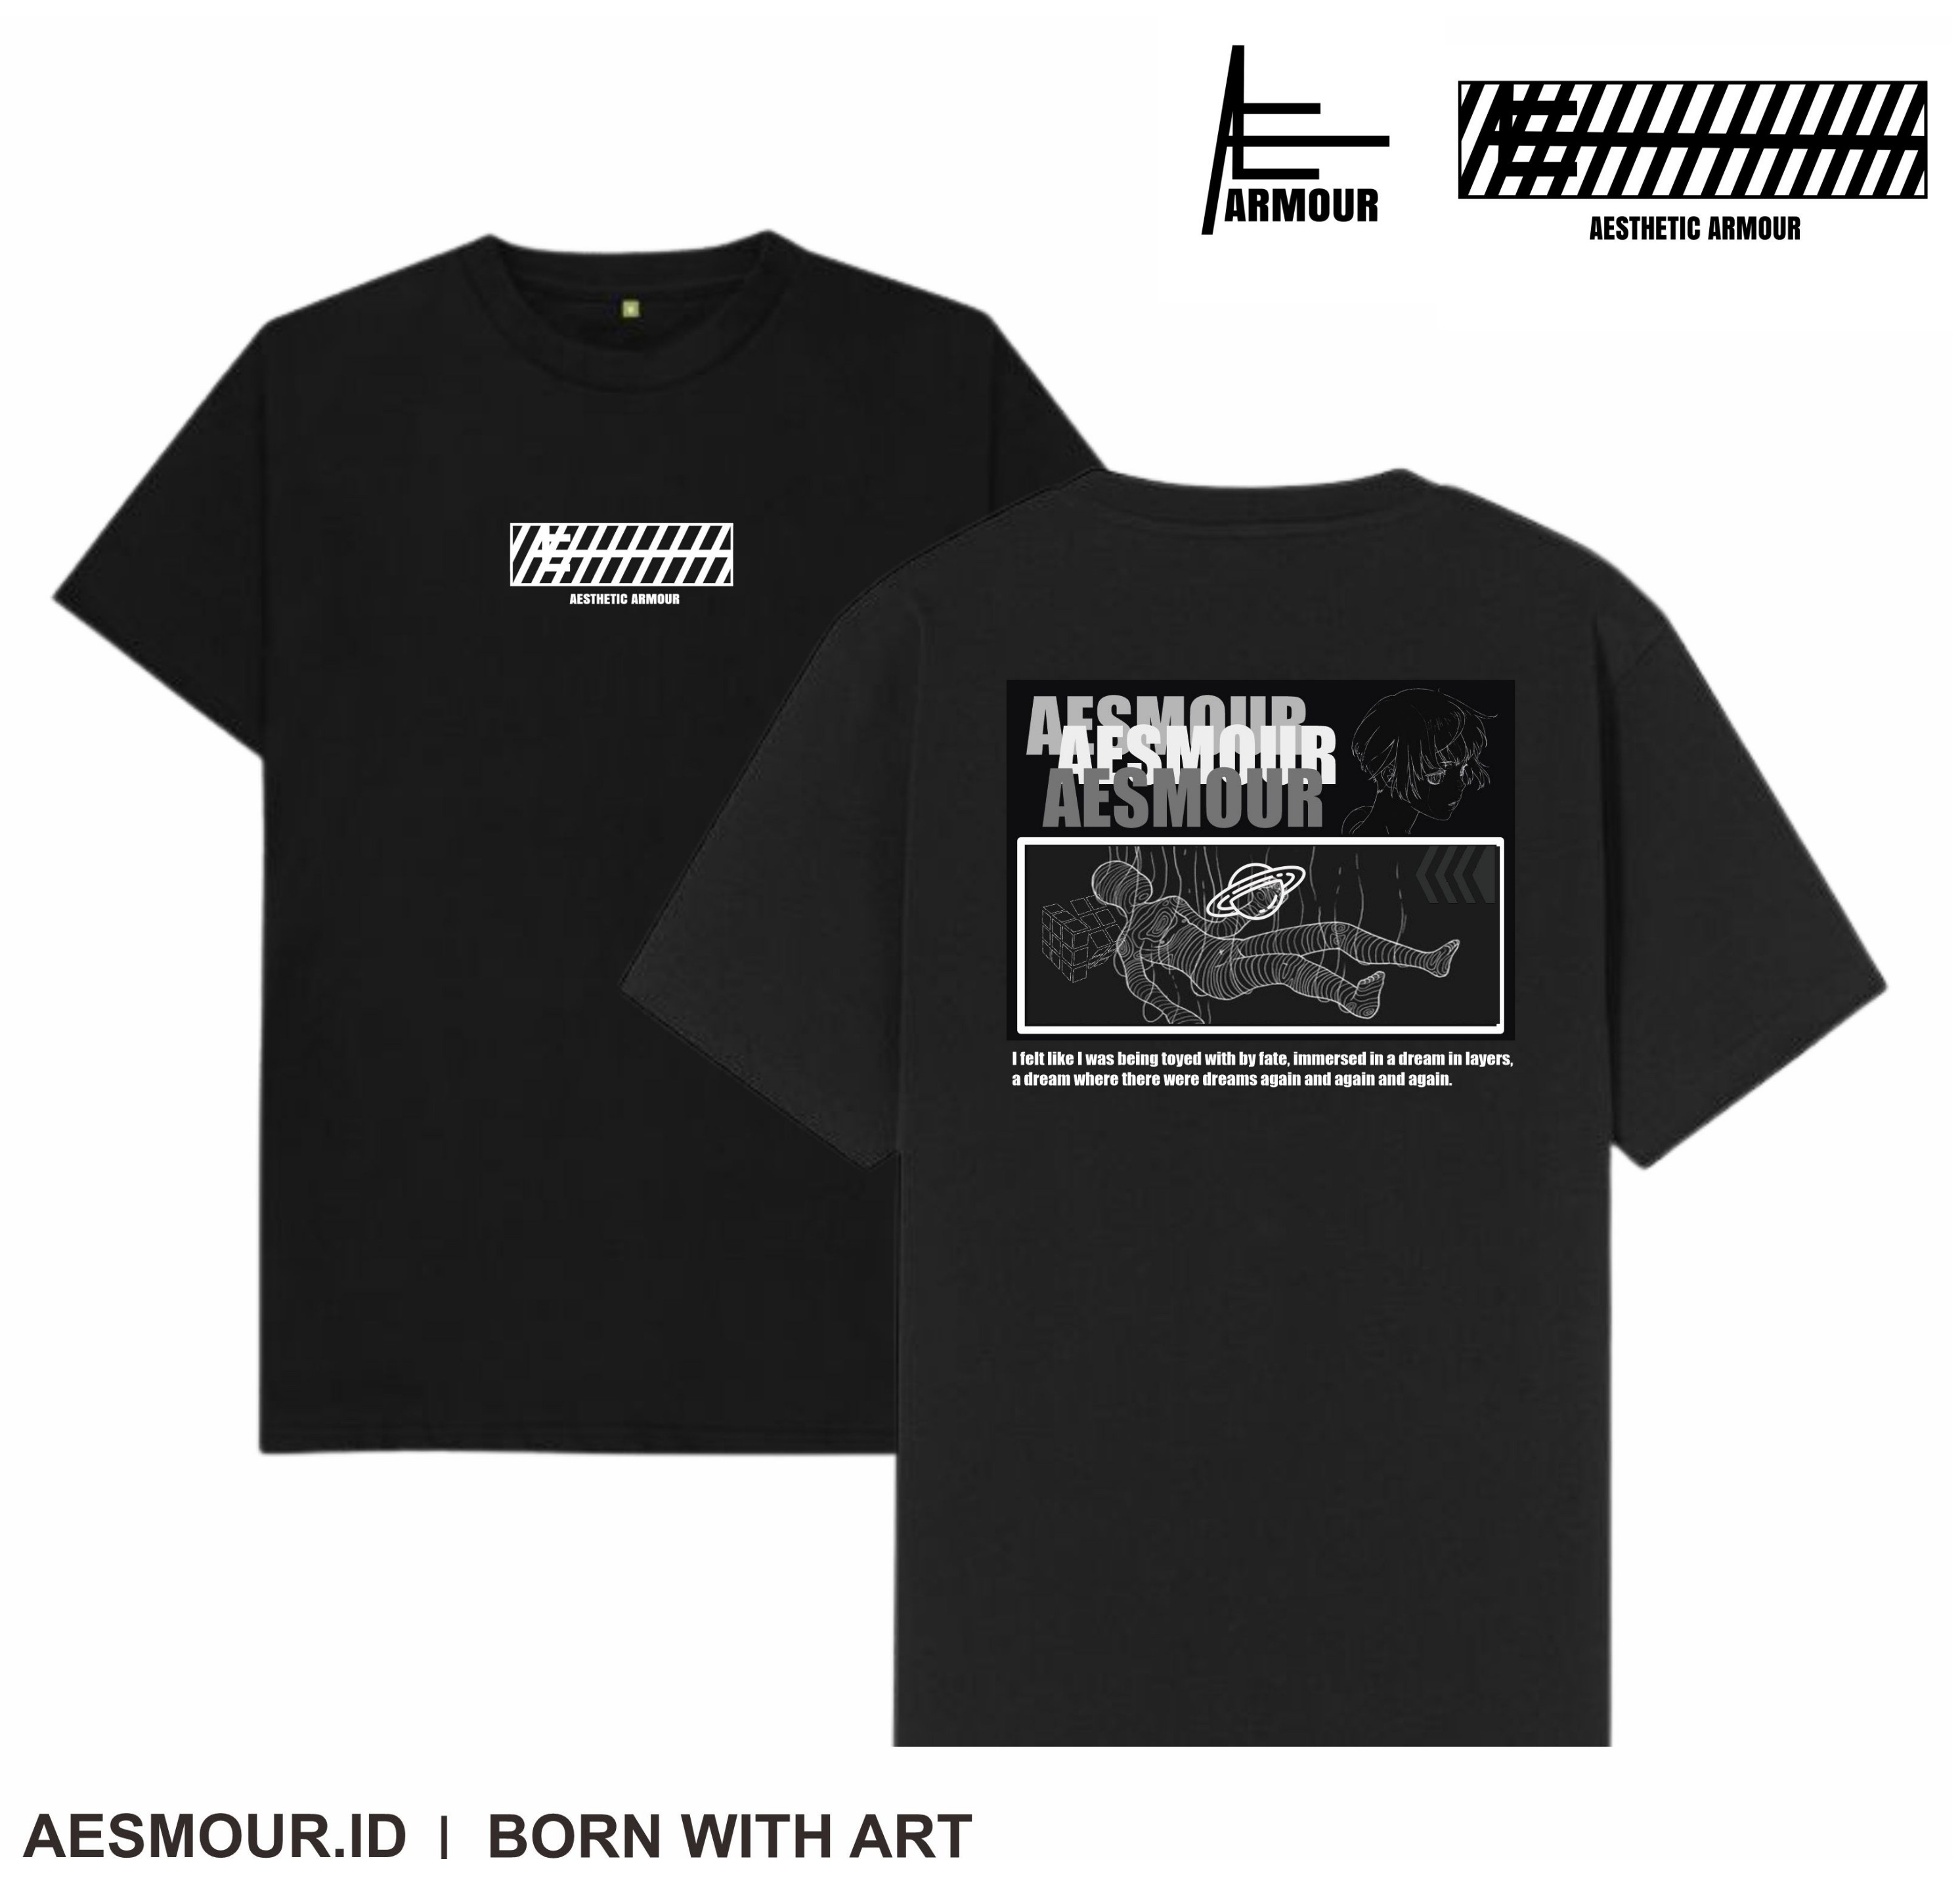 ARMOUR
AESTHETIC ARMOUR
AESTHETIC ARMOUR
AESMOUR
AESMOUR
AESMOUR
I felt like I was being toyed with by fate, immersed in a dream in layers,
a dream where there were dreams again and again and again.
AESMOUR.ID | BORN WITH ART